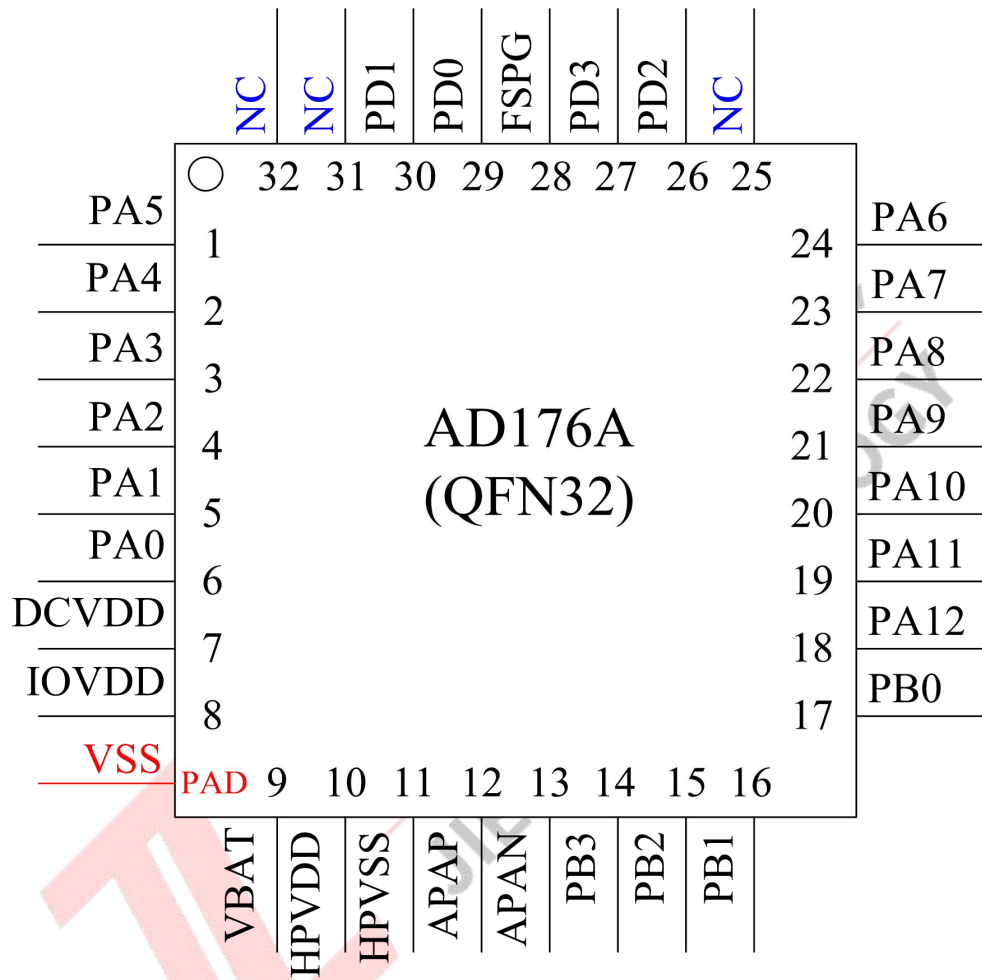 NC
NC
PD1
PD0
FSPG
PD3
PD2
NC
32 31 30 29 28 27 26 25
PA5 1
PA4 2
PA3 3
PA2 4
PA1 5
PA0 6
DCVDD 7
IOVDD 8
VSS PAD
AD176A
(QFN32)
24 PA6
23 PA7
22 PA8
21 PA9
20 PA10
19 PA11
18 PA12
17 PB0
9 10 11 12 13 14 15 16
VBAT
HPVDD
HPVSS
APAP
APAN
PB3
PB2
PB1